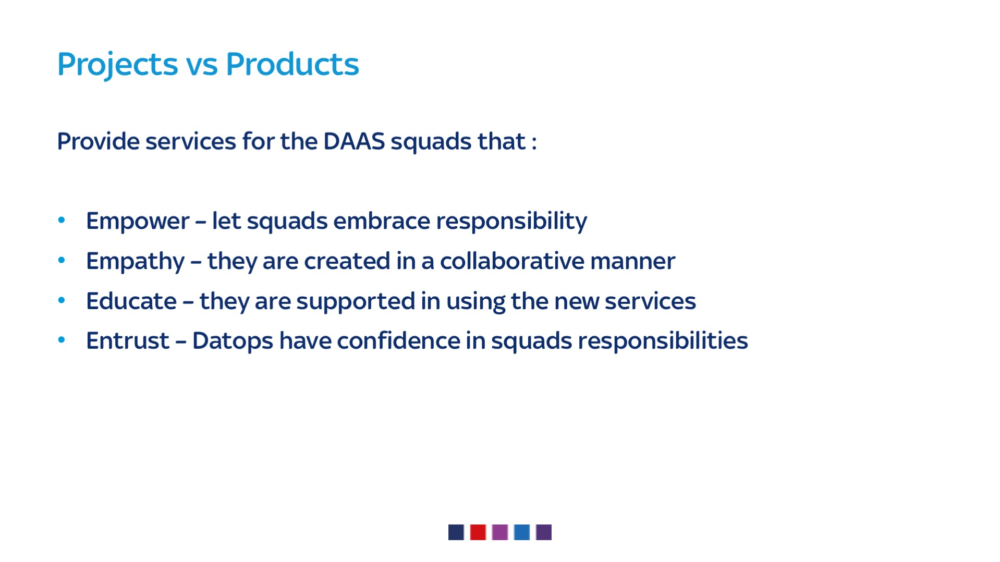 Projects vs Products
Provide services for the DAAS squads that :
• Empower – let squads embrace responsibility
• Empathy – they are created in a collaborative manner
• Educate – they are supported in using the new services
• Entrust – Datops have confidence in squads responsibilities